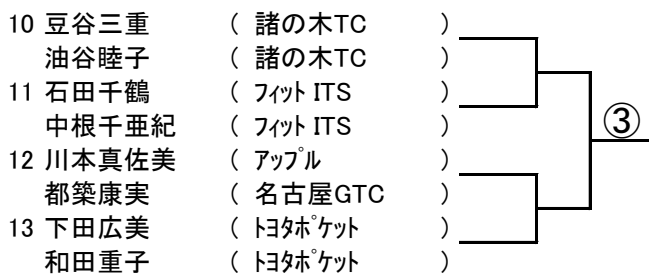 10 豆谷三重 ( 諸の木TC )
油谷睦子 ( 諸の木TC )
11 石田千鶴 ( フィット ITS )
中根千亜紀 ( フィット ITS )
12 川本真佐美 ( アップル )
都築康実 ( 名古屋GTC )
13 下田広美 ( トヨタポケット )
和田重子 ( トヨタポケット )
③